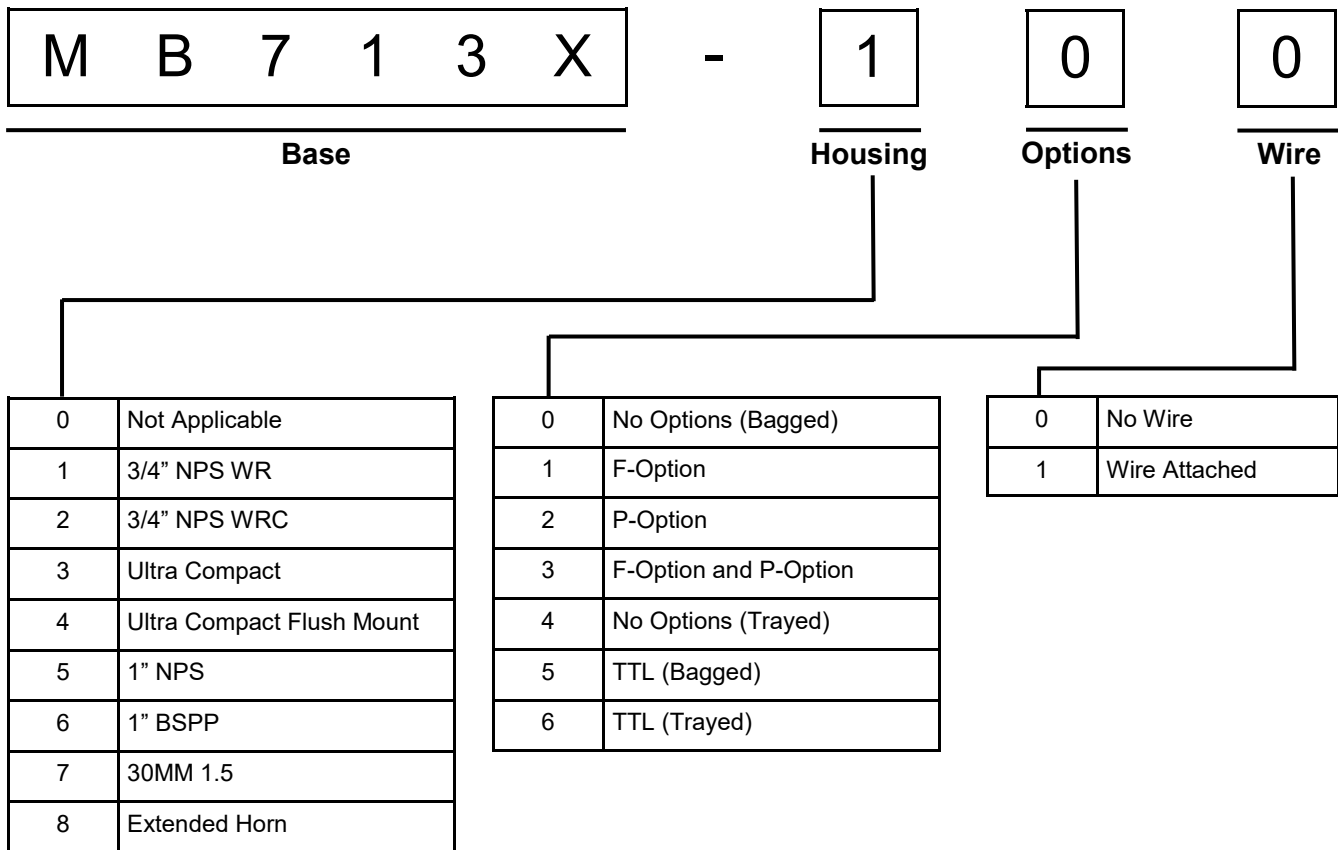 M B 7 1 3 X - 1 0 0
Base Housing Options Wire
0 Not Applicable
1 3/4” NPS WR
2 3/4” NPS WRC
3 Ultra Compact
4 Ultra Compact Flush Mount
5 1” NPS
6 1” BSPP
7 30MM 1.5
8 Extended Horn
0 No Options (Bagged)
1 F-Option
2 P-Option
3 F-Option and P-Option
4 No Options (Trayed)
5 TTL (Bagged)
6 TTL (Trayed)
0 No Wire
1 Wire Attached